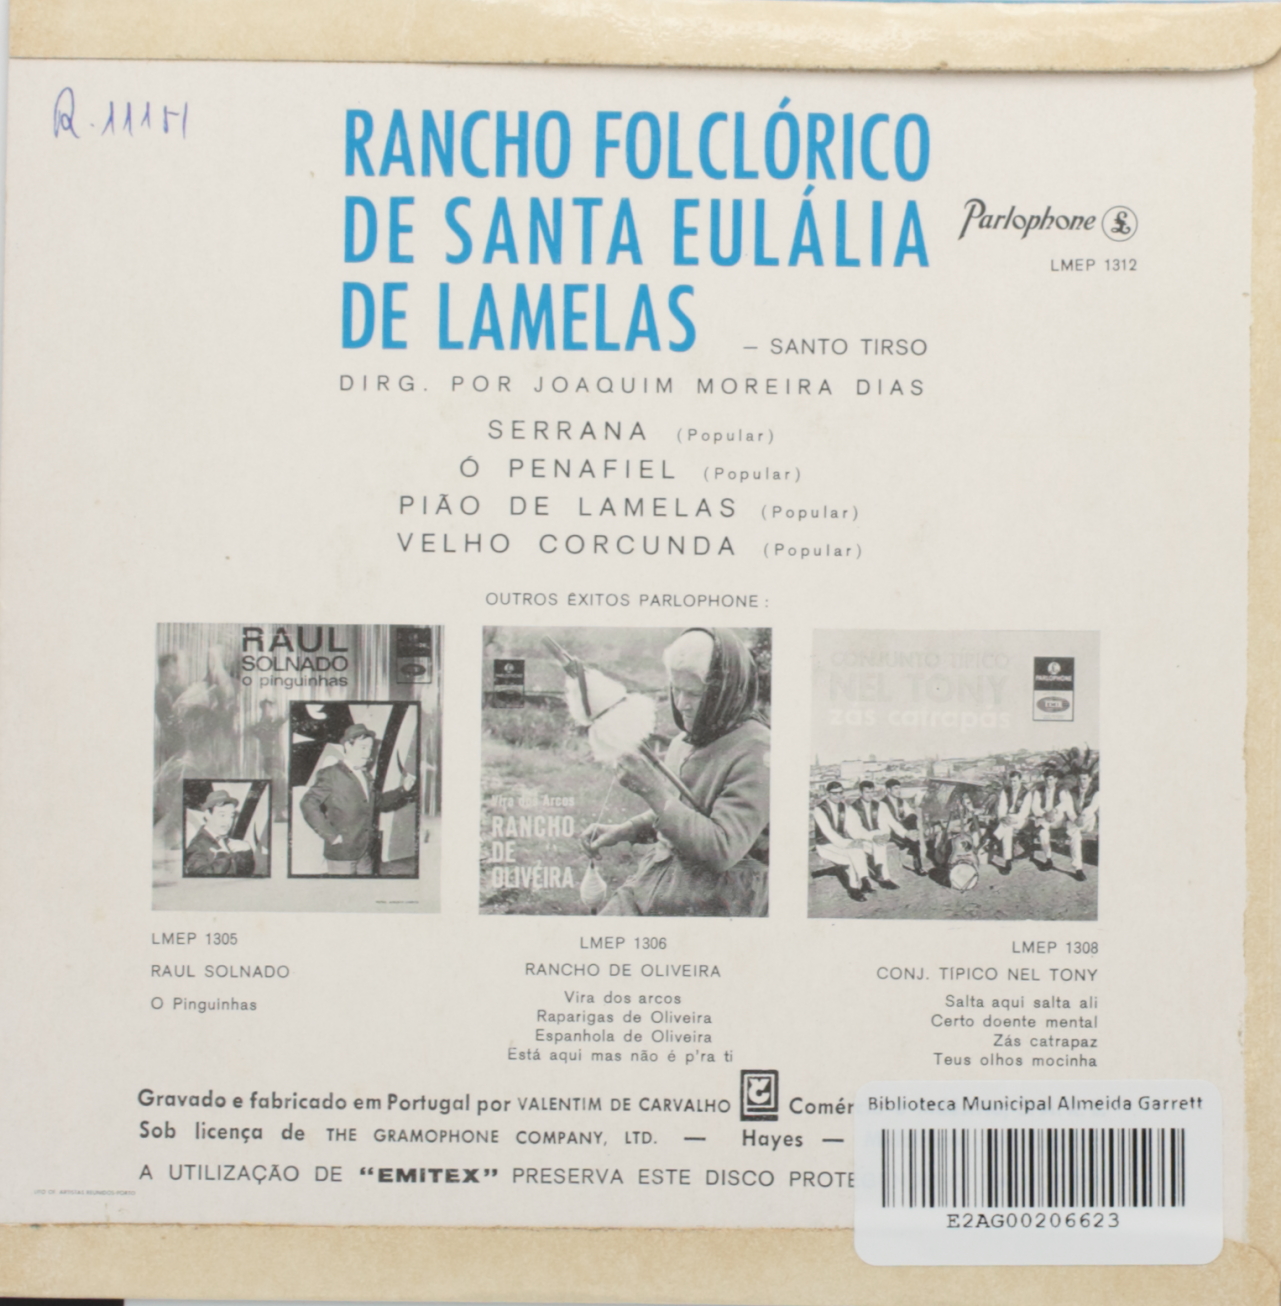 R. 11151
RANCHO FOLCLÓRICO
DE SANTA EULÁLIA
DE LAMELAS
— SANTO TIRSO
Parlophone £
LMEP 1312
DIRG. POR JOAQUIM MOREIRA DIAS
SERRANA (Popular)
Ó PENAFIEL (Popular)
PIÃO DE LAMELAS (Popular)
VELHO CORCUNDA (Popular)
OUTROS ÊXITOS PARLOPHONE :
RAUL
SOLNADO
o pinguinhas
Vira dos Arcos
RANCHO
DE
OLIVEIRA
CONJUNTO TIPICO
NEL TONY
zás catrapás
PARLOPHONE
EMI
LMEP 1305
RAUL SOLNADO
O Pinguinhas
LMEP 1306
RANCHO DE OLIVEIRA
Vira dos arcos
Raparigas de Oliveira
Espanhola de Oliveira
Está aqui mas não é p'ra ti
LMEP 1308
CONJ. TIPICO NEL TONY
Salta aqui salta ali
Certo doente mental
Zás catrapaz
Teus olhos mocinha
Gravado e fabricado em Portugal por VALENTIM DE CARVALHO Comér
Sob licença de THE GRAMOPHONE COMPANY, LTD. — Hayes —
A UTILIZAÇÃO DE “EMITEX” PRESERVA ESTE DISCO PROTE
Biblioteca Municipal Almeida Garrett
E2AG00206623